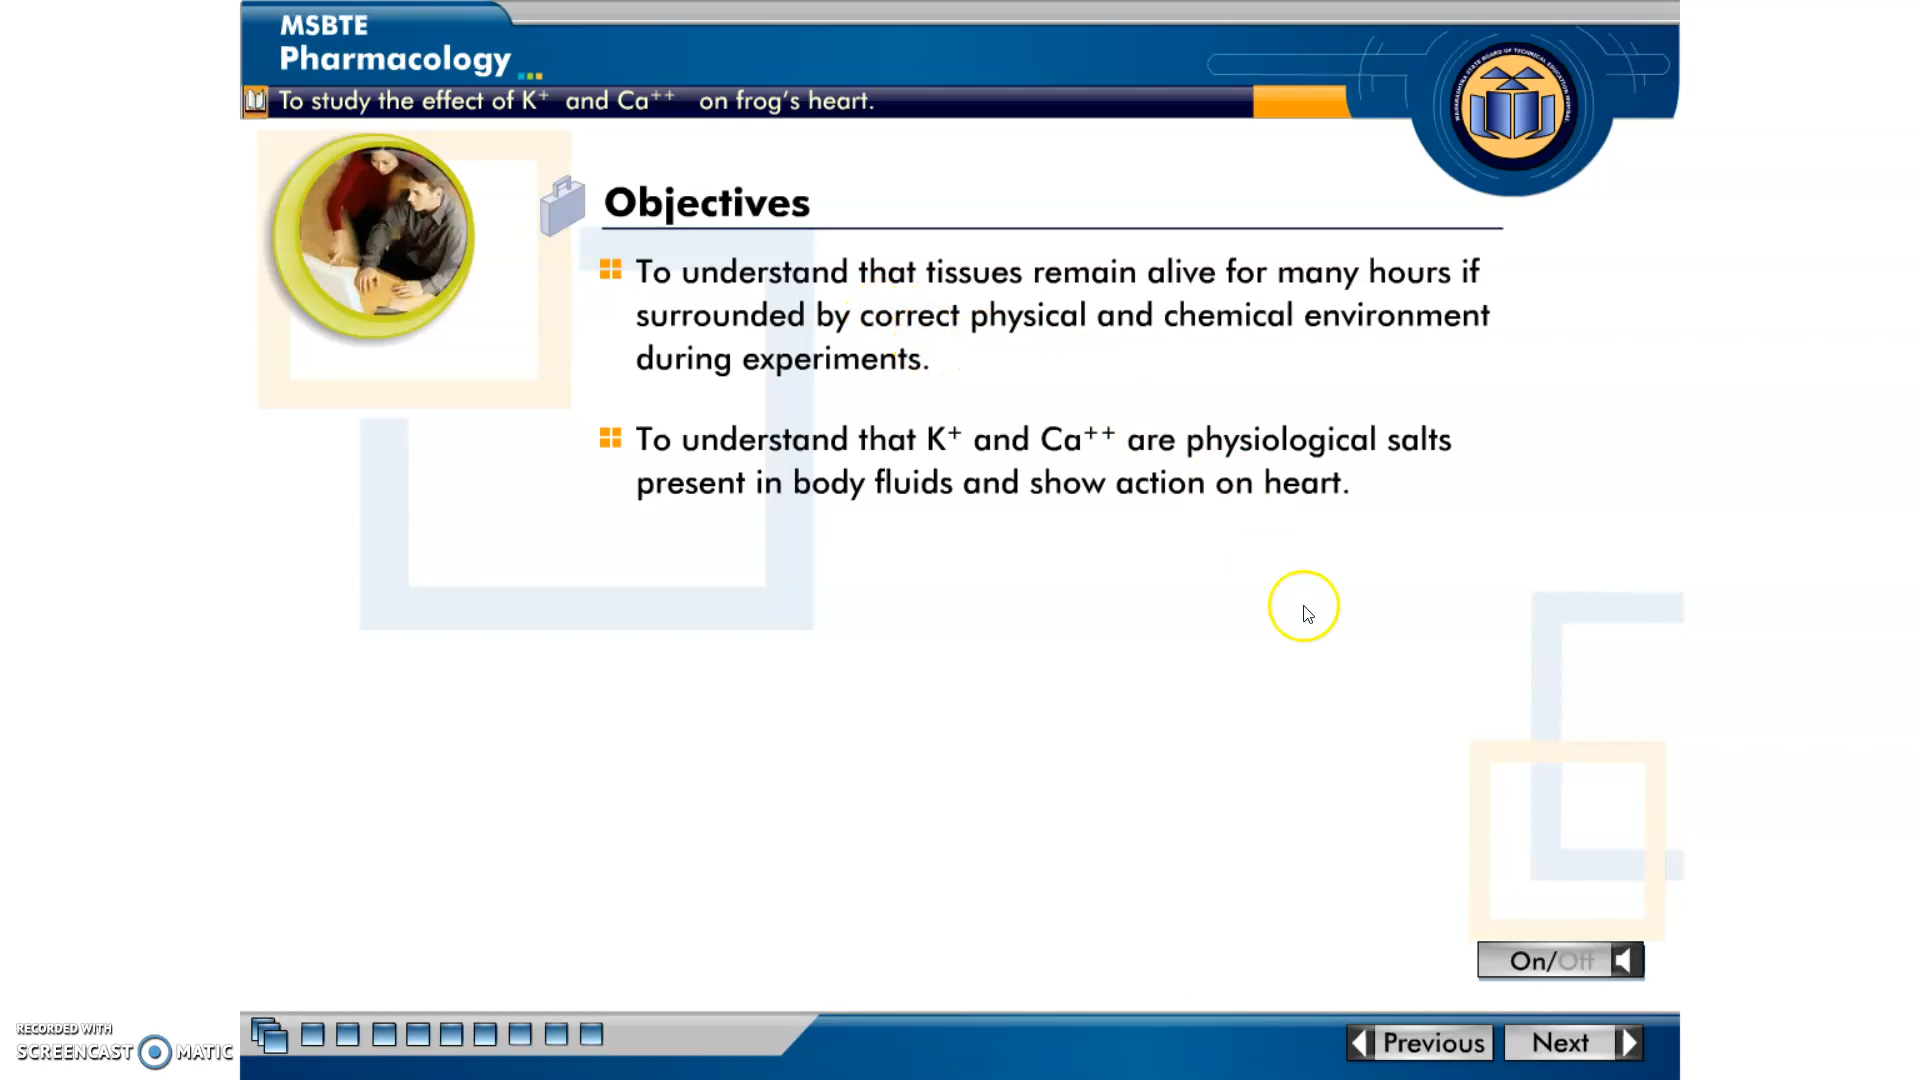 MSBTE
Pharmacology
To study the effect of K⁺ and Ca⁺⁺ on frog's heart.
Objectives
To understand that tissues remain alive for many hours if
surrounded by correct physical and chemical environment
during experiments.
To understand that K⁺ and Ca⁺⁺ are physiological salts
present in body fluids and show action on heart.
On/Off
RECORDED WITH
SCREENCAST MATIC
Previous
Next